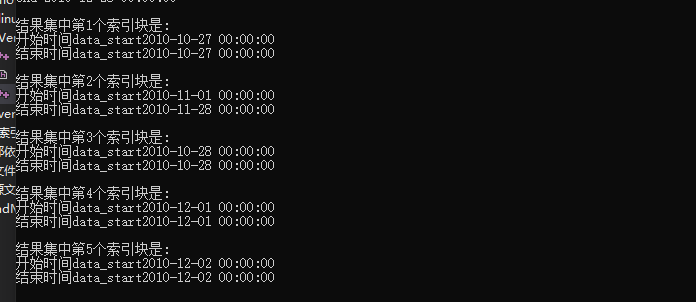 结果集中第1个索引块是:
开始时间data_start2010-10-27 00:00:00
结束时间data_start2010-10-27 00:00:00
结果集中第2个索引块是:
开始时间data_start2010-11-01 00:00:00
结束时间data_start2010-11-28 00:00:00
结果集中第3个索引块是:
开始时间data_start2010-10-28 00:00:00
结束时间data_start2010-10-28 00:00:00
结果集中第4个索引块是:
开始时间data_start2010-12-01 00:00:00
结束时间data_start2010-12-01 00:00:00
结果集中第5个索引块是:
开始时间data_start2010-12-02 00:00:00
结束时间data_start2010-12-02 00:00:00